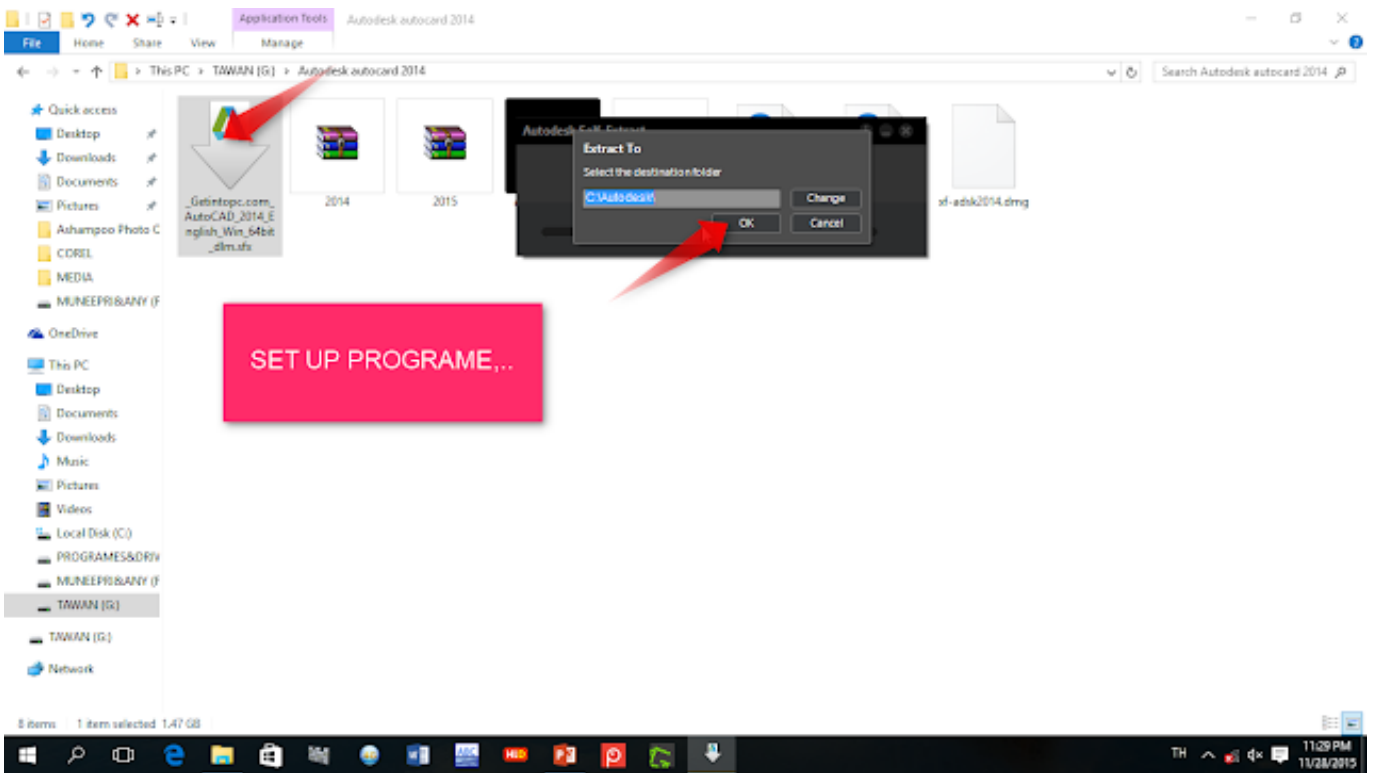 Application Tools Autodesk autocard 2014
File Home Share View Manage
This PC > TAWAN (G:) > Autodesk autocard 2014
Search Autodesk autocard 2014
Quick access
Desktop
Downloads
Documents
Pictures
Ashampoo Photo C
COREL
MEDIA
MUNEEPRI&ANY (F
OneDrive
This PC
Desktop
Documents
Downloads
Music
Pictures
Videos
Local Disk (C:)
PROGRAMES&DRIV
MUNEEPRI&ANY (F
TAWAN (G:)
TAWAN (G:)
Network
_Getintopc.com_
AutoCAD_2014_E
nglish_Win_64bit
_dlm.sfx
2014
2015
xf-adsk2014.dmg
Autodesk Self-Extract
Extract To
Select the destination folder
C:\Autodesk\
Change
OK
Cancel
SET UP PROGRAME,..
8 items 1 item selected 1.47 GB
TH
11:29 PM
11/28/2015